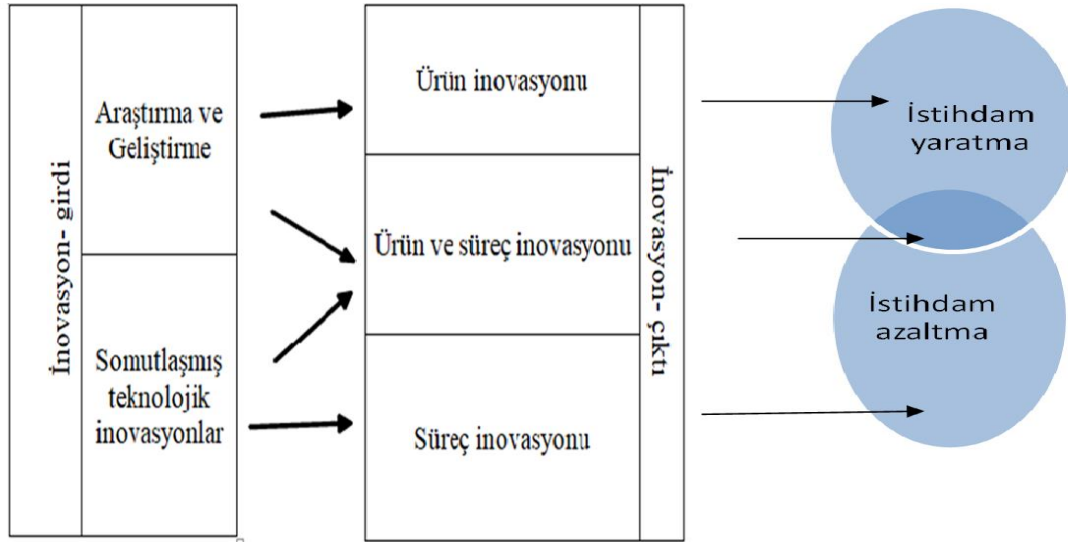 İnovasyon- girdi
Araştırma ve
Geliştirme
Somutlaşmış
teknolojik
inovasyonlar
Ürün inovasyonu
Ürün ve süreç inovasyonu
Süreç inovasyonu
İnovasyon- çıktı
İstihdam
yaratma
İstihdam
azaltma